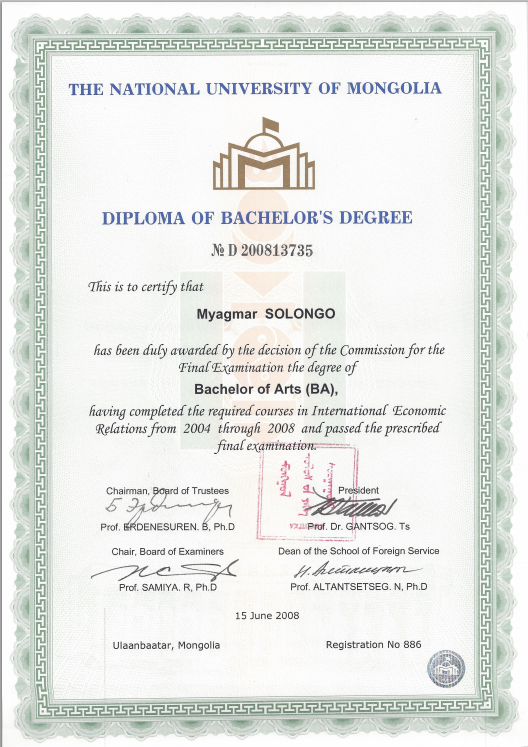 THE NATIONAL UNIVERSITY OF MONGOLIA
DIPLOMA OF BACHELOR'S DEGREE
№ D 200813735
This is to certify that
Myagmar SOLONGO
has been duly awarded by the decision of the Commission for the
Final Examination the degree of
Bachelor of Arts (BA),
having completed the required courses in International Economic
Relations from 2004 through 2008 and passed the prescribed
final examination.
Chairman, Board of Trustees
Prof. ERDENESUREN. B, Ph.D
President
Prof. Dr. GANTSOG. Ts
Chair, Board of Examiners
Prof. SAMIYA. R, Ph.D
Dean of the School of Foreign Service
Prof. ALTANTSETSEG. N, Ph.D
15 June 2008
Ulaanbaatar, Mongolia
Registration No 886